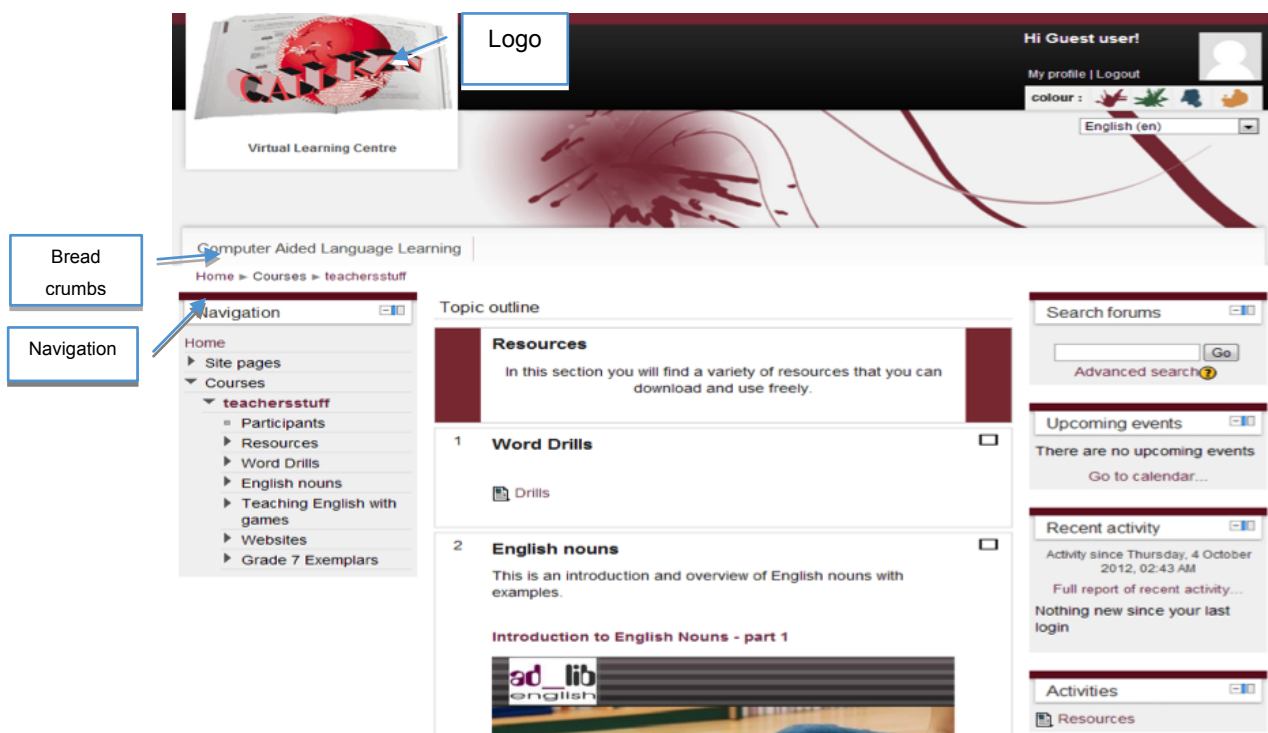 Logo
Hi Guest user!
My profile | Logout
colour :
English (en)
Virtual Learning Centre
Bread
crumbs
Computer Aided Language Learning
Home ► Courses ► teachersstuff
Navigation
Navigation
Home
Site pages
Courses
teachersstuff
Participants
Resources
Word Drills
English nouns
Teaching English with
games
Websites
Grade 7 Exemplars
Topic outline
Resources
In this section you will find a variety of resources that you can
download and use freely.
1 Word Drills
Drills
2 English nouns
This is an introduction and overview of English nouns with
examples.
Introduction to English Nouns - part 1
ad_lib
english
Search forums
Go
Advanced search
Upcoming events
There are no upcoming events
Go to calendar...
Recent activity
Activity since Thursday, 4 October
2012, 02:43 AM
Full report of recent activity...
Nothing new since your last
login
Activities
Resources